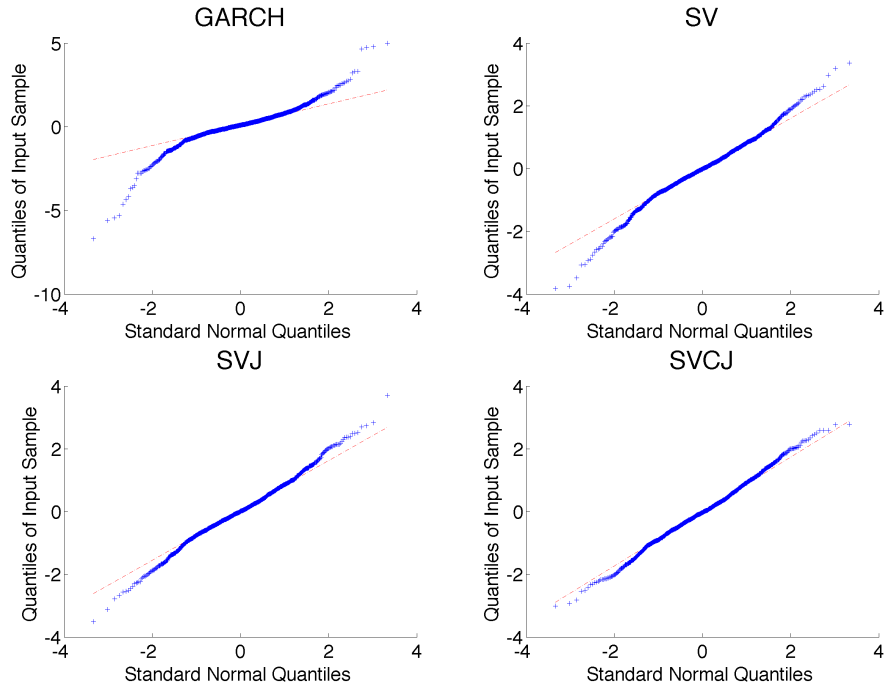 GARCH
Quantiles of Input Sample
5
0
-5
-10
-4 -2 0 2 4
Standard Normal Quantiles
SV
Quantiles of Input Sample
4
2
0
-2
-4
-4 -2 0 2 4
Standard Normal Quantiles
SVJ
Quantiles of Input Sample
4
2
0
-2
-4
-4 -2 0 2 4
Standard Normal Quantiles
SVCJ
Quantiles of Input Sample
4
2
0
-2
-4
-4 -2 0 2 4
Standard Normal Quantiles